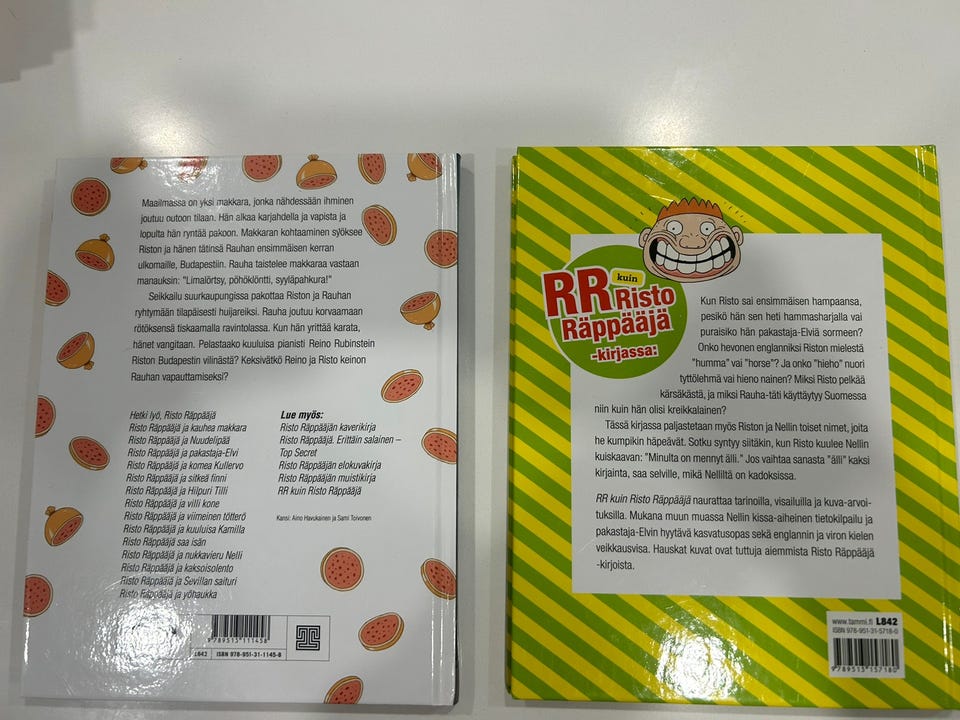 Maailmassa on yksi makkara, jonka nähdessään ihminen
joutuu outoon tilaan. Hän alkaa karjahdella ja vapista ja
lopulta hän ryntää pakoon. Makkaran kohtaaminen syöksee
Riston ja hänen tätinsä Rauhan ensimmäisen kerran
ulkomaille, Budapestiin. Rauha taistelee makkaraa vastaan
manauksin: "Limalörtsy, pöhöklöntti, syyläpahkura!"
Seikkailu suurkaupungissa pakottaa Riston ja Rauhan
ryhtymään tilapäisesti huijareiksi. Rauha joutuu korvaamaan
rötöksensä tiskaamalla ravintolassa. Kun hän yrittää karata,
hänet vangitaan. Pelastaako kuuluisa pianisti Reino Rubinstein
Riston Budapestin vilinästä? Keksivätkö Reino ja Risto keinon
Rauhan vapauttamiseksi?
Hetki lyö, Risto Räppääjä
Risto Räppääjä ja kauhea makkara
Risto Räppääjä ja Nuudelipää
Risto Räppääjä ja pakastaja-Elvi
Risto Räppääjä ja komea Kullervo
Risto Räppääjä ja sitkeä finni
Risto Räppääjä ja Hilpuri Tilli
Risto Räppääjä ja villi kone
Risto Räppääjä ja viimeinen tötterö
Risto Räppääjä ja kuuluisa Kamilla
Risto Räppääjä saa isän
Risto Räppääjä ja nukkavieru Nelli
Risto Räppääjä ja kaksoisolento
Risto Räppääjä ja Sevillan saituri
Risto Räppääjä ja yöhaukka
Lue myös:
Risto Räppääjän kaverikirja
Risto Räppääjä. Erittäin salainen –
Top Secret
Risto Räppääjän elokuvakirja
Risto Räppääjän muistikirja
RR kuin Risto Räppääjä
Kansi: Aino Havukainen ja Sami Toivonen
9789513111458
L842 ISBN 978-951-31-1145-8
RR kuin Risto
Räppääjä
-kirjassa:
Kun Risto sai ensimmäisen hampaansa,
pesikö hän sen heti hammasharjalla vai
puraisiko hän pakastaja-Elviä sormeen?
Onko hevonen englanniksi Riston mielestä
"humma" vai "horse"? Ja onko "hieho" nuori
tyttölehmä vai hieno nainen? Miksi Risto pelkää
kärsäkästä, ja miksi Rauha-täti käyttäytyy Suomessa
niin kuin hän olisi kreikkalainen?
Tässä kirjassa paljastetaan myös Riston ja Nellin toiset nimet, joita
he kumpikin häpeävät. Sotku syntyy siitäkin, kun Risto kuulee Nellin
kuiskaavan: "Minulta on mennyt älli." Jos vaihtaa sanasta "älli" kaksi
kirjainta, saa selville, mikä Nelliltä on kadoksissa.
RR kuin Risto Räppääjä naurattaa tarinoilla, visailuilla ja kuva-arvoi-
tuksilla. Mukana muun muassa Nellin kissa-aiheinen tietokilpailu ja
pakastaja-Elvin hyytävä kasvatusopas sekä englannin ja viron kielen
veikkausvisa. Hauskat kuvat ovat tuttuja aiemmista Risto Räppääjä
-kirjoista.
www.tammi.fi L842
ISBN 978-951-31-5718-0
9789513157180